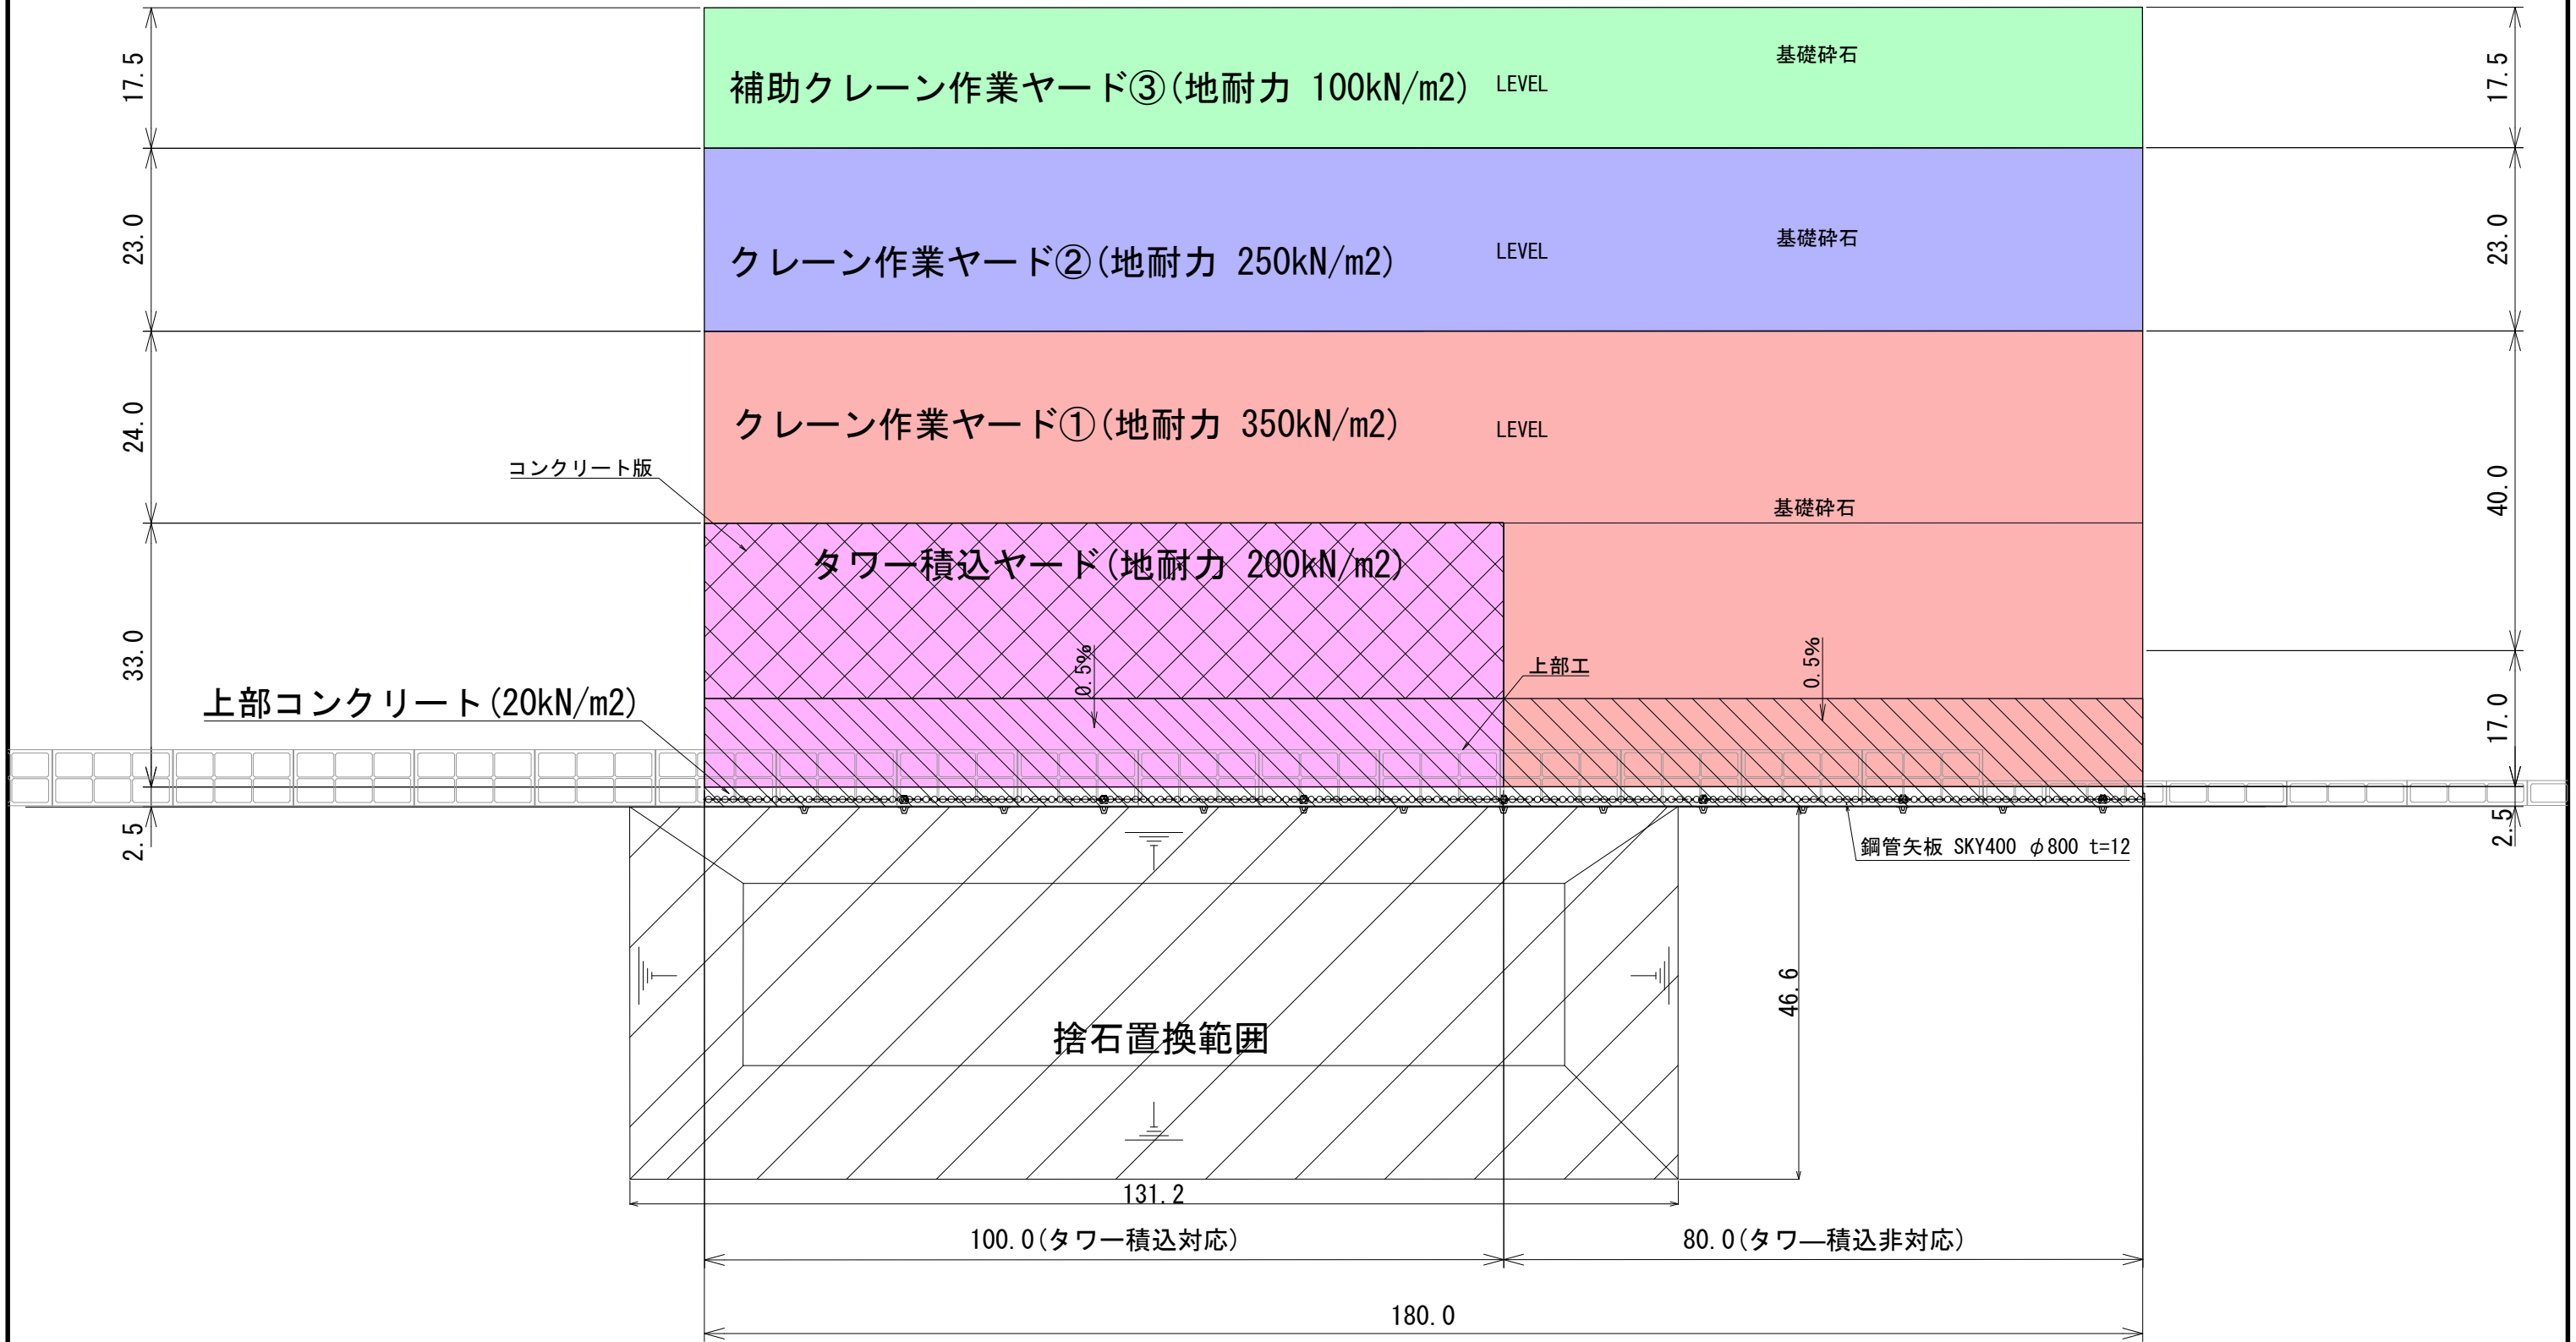 17.5
補助クレーン作業ヤード③(地耐力 100kN/m2)
LEVEL
基礎砕石
17.5
23.0
クレーン作業ヤード②(地耐力 250kN/m2)
LEVEL
基礎砕石
23.0
24.0
クレーン作業ヤード①(地耐力 350kN/m2)
LEVEL
コンクリート版
基礎砕石
40.0
タワー積込ヤード(地耐力 200kN/m2)
33.0
0.5%
上部工
0.5%
上部コンクリート(20kN/m2)
17.0
2.5
2.5
鋼管矢板 SKY400 φ800 t=12
46.6
捨石置換範囲
131.2
100.0(タワー積込対応)
80.0(タワー積込非対応)
180.0